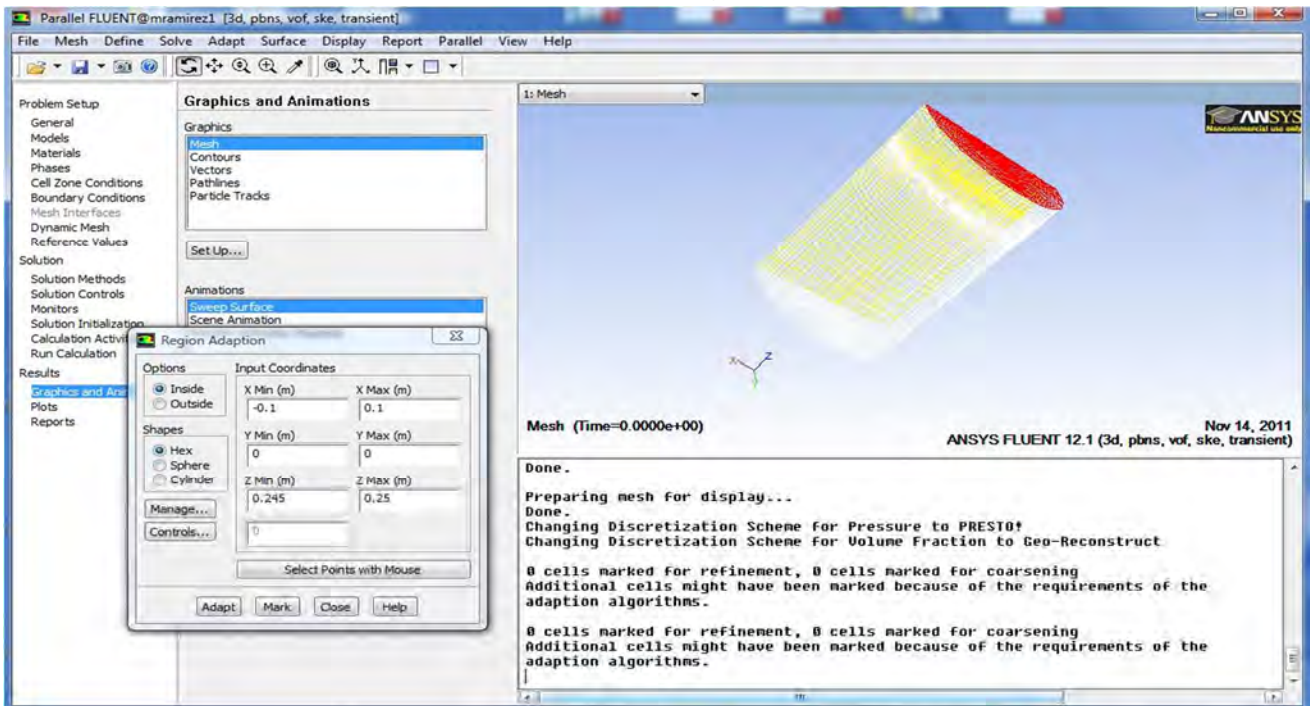 Parallel FLUENT@mramirez1 [3d, pbns, vof, ske, transient]
File Mesh Define Solve Adapt Surface Display Report Parallel View Help
Problem Setup
General
Models
Materials
Phases
Cell Zone Conditions
Boundary Conditions
Mesh Interfaces
Dynamic Mesh
Reference Values
Solution
Solution Methods
Solution Controls
Monitors
Solution Initialization
Calculation Activi
Run Calculation
Results
Graphics and Ani
Plots
Reports
Graphics and Animations
Graphics
Mesh
Contours
Vectors
Pathlines
Particle Tracks
Set Up...
Animations
Sweep Surface
Scene Animation
Region Adaption
Options
Inside
Outside
Shapes
Hex
Sphere
Cylinder
Manage...
Controls...
Input Coordinates
X Min (m) X Max (m)
-0.1 0.1
Y Min (m) Y Max (m)
0 0
Z Min (m) Z Max (m)
0.245 0.25
0
Select Points with Mouse
Adapt Mark Close Help
1: Mesh
ANSYS
Noncommercial use only
X Z
Y
Mesh (Time=0.0000e+00)
Nov 14, 2011
ANSYS FLUENT 12.1 (3d, pbns, vof, ske, transient)
Done.
Preparing mesh for display...
Done.
Changing Discretization Scheme for Pressure to PRESTO!
Changing Discretization Scheme for Volume Fraction to Geo-Reconstruct
0 cells marked for refinement, 0 cells marked for coarsening
Additional cells might have been marked because of the requirements of the
adaption algorithms.
0 cells marked for refinement, 0 cells marked for coarsening
Additional cells might have been marked because of the requirements of the
adaption algorithms.